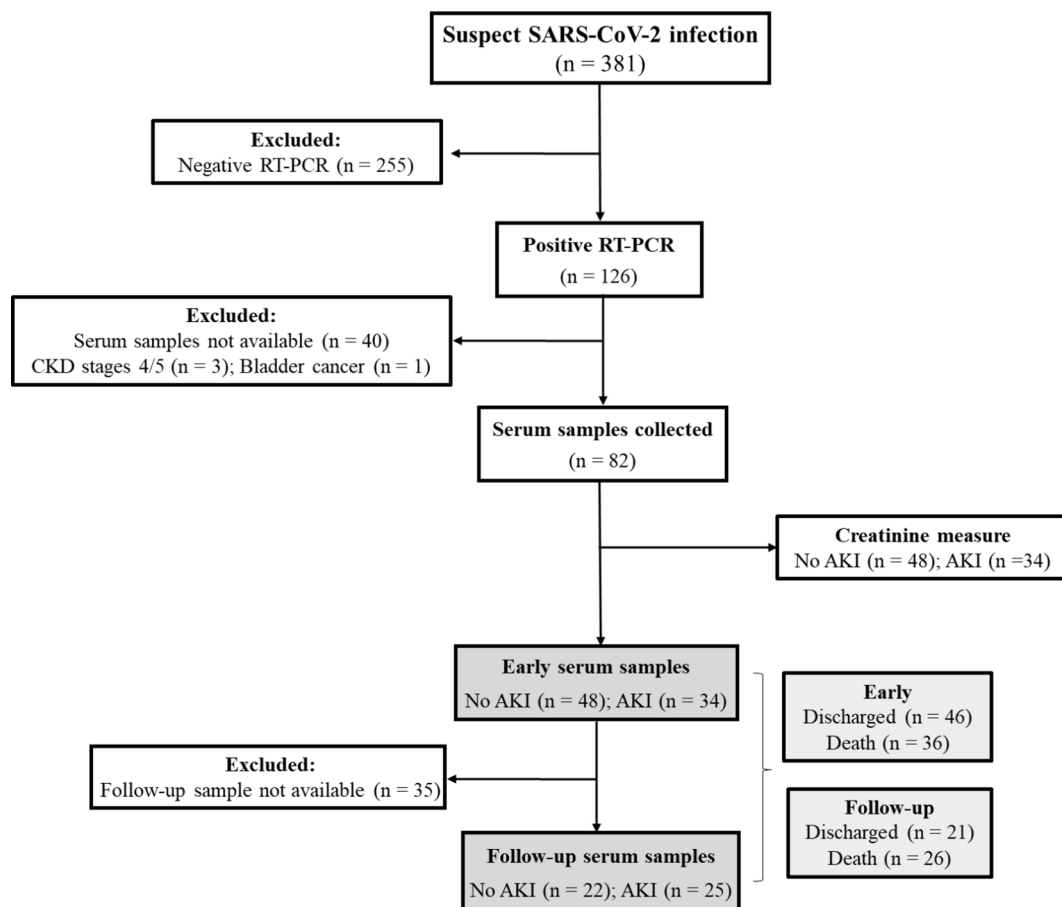 Suspect SARS-CoV-2 infection
(n = 381)
Excluded:
Negative RT-PCR (n = 255)
Positive RT-PCR
(n = 126)
Excluded:
Serum samples not available (n = 40)
CKD stages 4/5 (n = 3); Bladder cancer (n = 1)
Serum samples collected
(n = 82)
Creatinine measure
No AKI (n = 48); AKI (n =34)
Early serum samples
No AKI (n = 48); AKI (n = 34)
Early
Discharged (n = 46)
Death (n = 36)
Excluded:
Follow-up sample not available (n = 35)
Follow-up
Discharged (n = 21)
Death (n = 26)
Follow-up serum samples
No AKI (n = 22); AKI (n = 25)